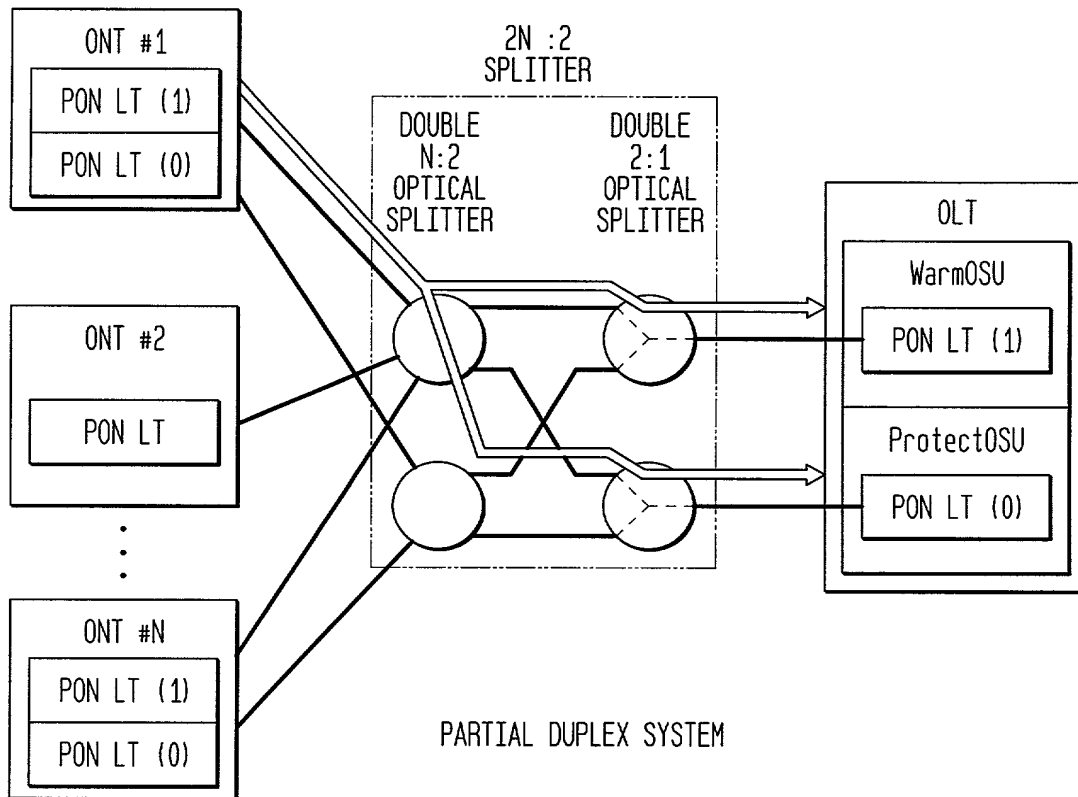 ONT #1
PON LT (1)
PON LT (0)
ONT #2
PON LT
ONT #N
PON LT (1)
PON LT (0)
2N :2
SPLITTER
DOUBLE
N:2
OPTICAL
SPLITTER
DOUBLE
2:1
OPTICAL
SPLITTER
OLT
WarmOSU
PON LT (1)
ProtectOSU
PON LT (0)
PARTIAL DUPLEX SYSTEM